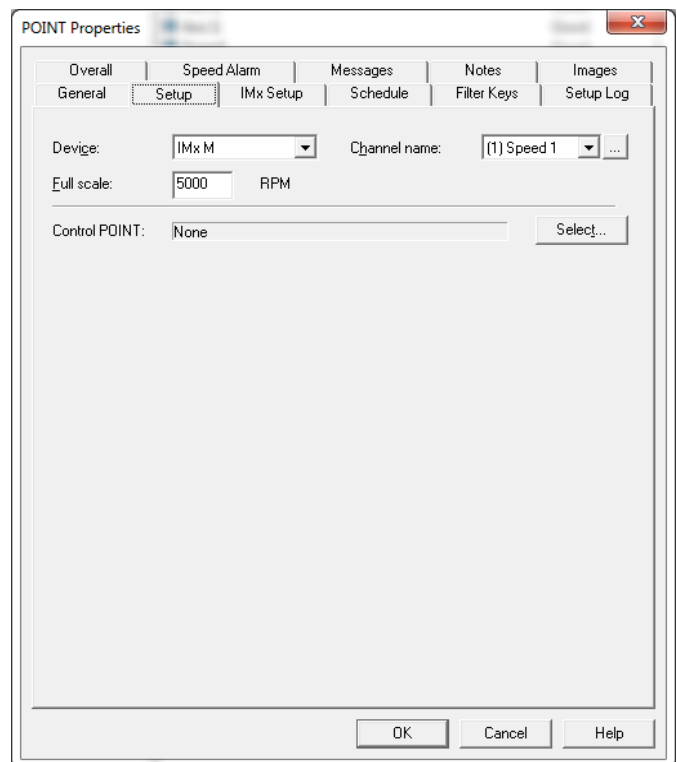 POINT Properties
Overall Speed Alarm Messages Notes Images
General Setup IMx Setup Schedule Filter Keys Setup Log
Device: IMx M Channel name: (1) Speed 1 ...
Full scale: 5000 RPM
Control POINT: None Select...
OK Cancel Help